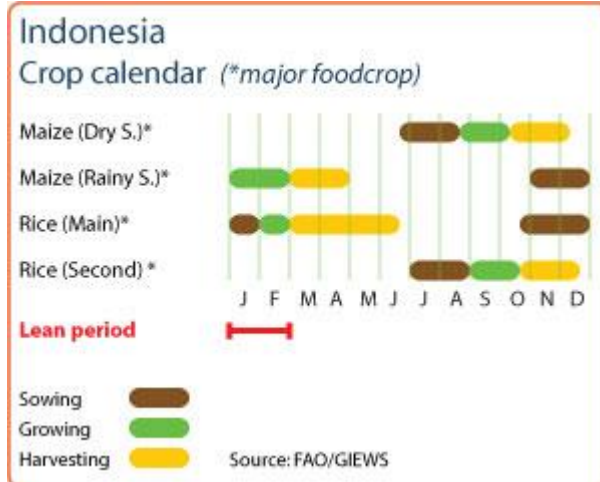 Indonesia
Crop calendar (*major foodcrop)
Maize (Dry S.)*
Maize (Rainy S.)*
Rice (Main)*
Rice (Second) *
J F M A M J J A S O N D
Lean period
Sowing
Growing
Harvesting Source: FAO/GIEWS